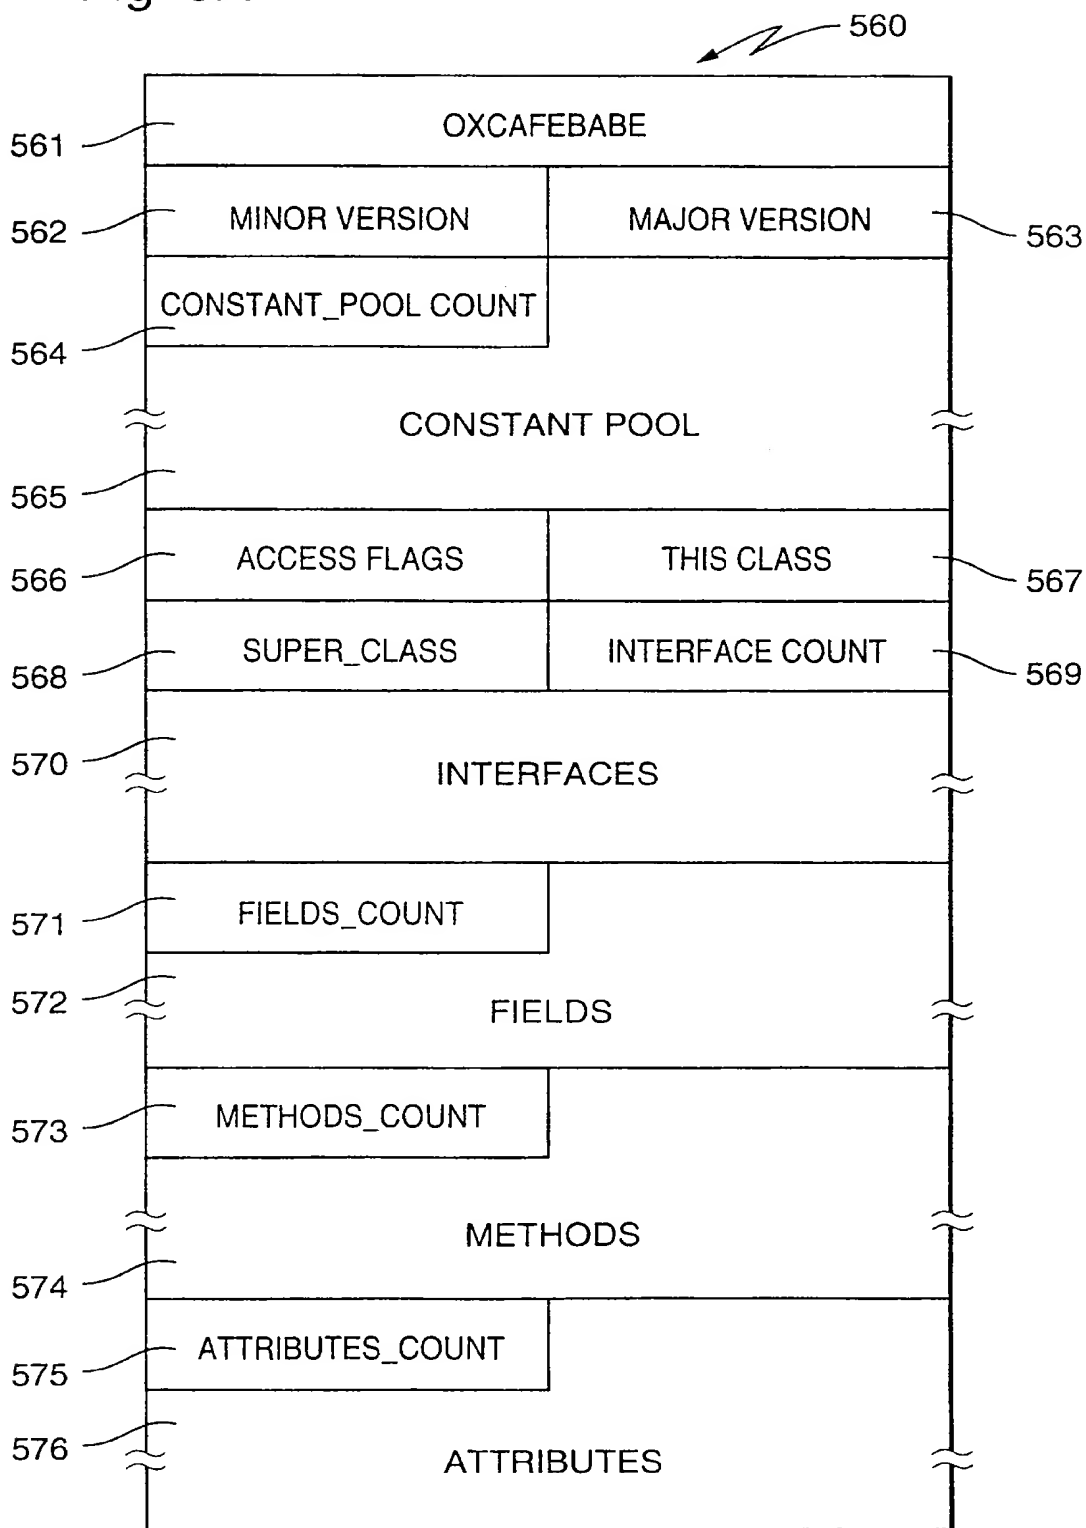 560
OXCAFEBABE
561
MINOR VERSION
MAJOR VERSION
562
563
CONSTANT_POOL COUNT
564
CONSTANT POOL
565
ACCESS FLAGS
THIS CLASS
566
567
SUPER_CLASS
INTERFACE COUNT
568
569
570
INTERFACES
571
FIELDS_COUNT
572
FIELDS
573
METHODS_COUNT
METHODS
574
ATTRIBUTES_COUNT
575
576
ATTRIBUTES